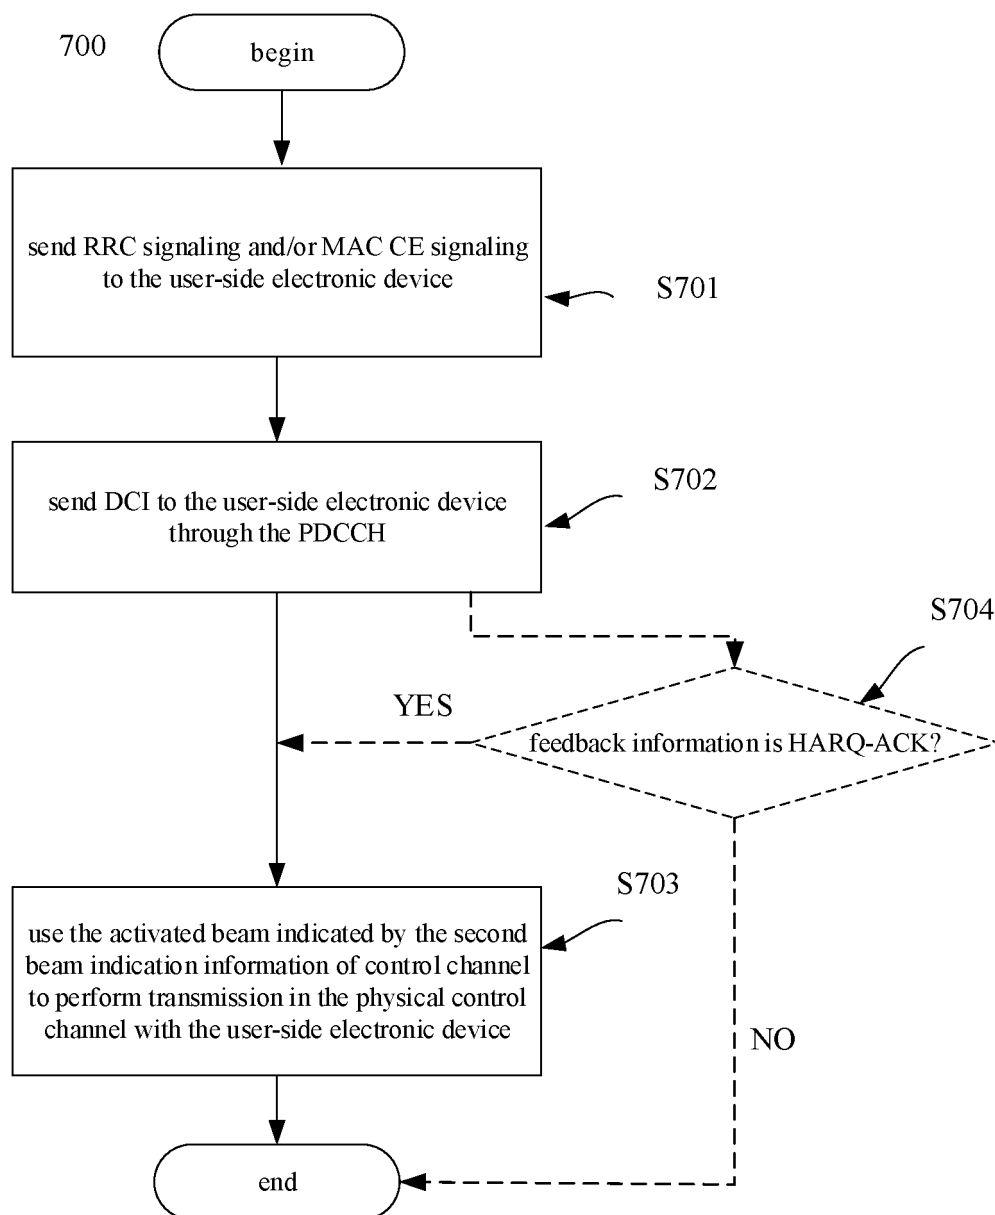 700
begin
send RRC signaling and/or MAC CE signaling
to the user-side electronic device
S701
send DCI to the user-side electronic device
through the PDCCH
S702
S704
YES
feedback information is HARQ-ACK?
S703
use the activated beam indicated by the second
beam indication information of control channel
to perform transmission in the physical control
channel with the user-side electronic device
NO
end